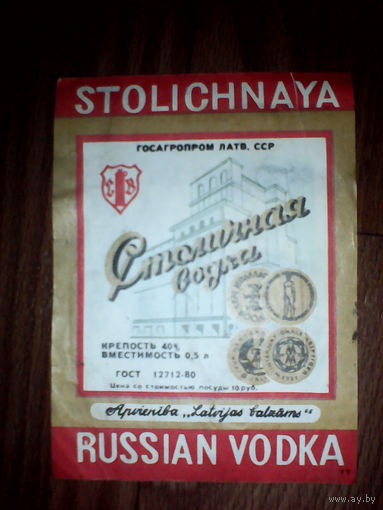 STOLICHNAYA
ГОСАГРОПРОМ ЛАТВ. ССР
Столичная
водка
КРЕПОСТЬ 40%
ВМЕСТИМОСТЬ 0,5 л
ГОСТ 12712-80
Цена со стоимостью посуды 10 руб.
Apvienība „Latvijas balzāms“
RUSSIAN VODKA
www.ay.by